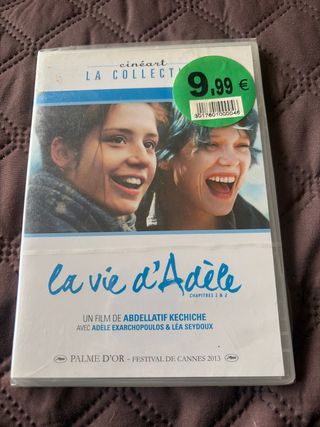 cinéart
LA COLLECT
9,99 €
3017601000046
la vie d'Adèle
CHAPITRES 1 & 2
UN FILM DE ABDELLATIF KECHICHE
AVEC ADÈLE EXARCHOPOULOS & LÉA SEYDOUX
PALME D'OR - FESTIVAL DE CANNES 2013